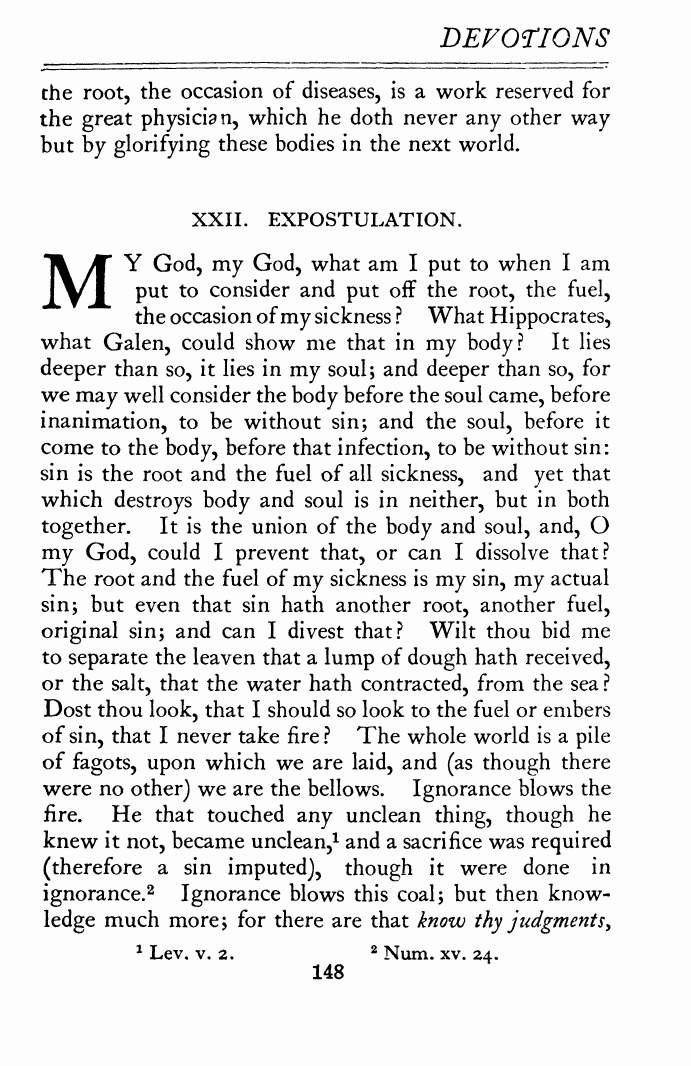 DEVOTIONS
the root, the occasion of diseases, is a work reserved for
the great physician, which he doth never any other way
but by glorifying these bodies in the next world.
XXII. EXPOSTULATION.
MY God, my God, what am I put to when I am
put to consider and put off the root, the fuel,
the occasion of my sickness? What Hippocrates,
what Galen, could show me that in my body? It lies
deeper than so, it lies in my soul; and deeper than so, for
we may well consider the body before the soul came, before
inanimation, to be without sin; and the soul, before it
come to the body, before that infection, to be without sin:
sin is the root and the fuel of all sickness, and yet that
which destroys body and soul is in neither, but in both
together. It is the union of the body and soul, and, O
my God, could I prevent that, or can I dissolve that?
The root and the fuel of my sickness is my sin, my actual
sin; but even that sin hath another root, another fuel,
original sin; and can I divest that? Wilt thou bid me
to separate the leaven that a lump of dough hath received,
or the salt, that the water hath contracted, from the sea?
Dost thou look, that I should so look to the fuel or embers
of sin, that I never take fire? The whole world is a pile
of fagots, upon which we are laid, and (as though there
were no other) we are the bellows. Ignorance blows the
fire. He that touched any unclean thing, though he
knew it not, became unclean,¹ and a sacrifice was required
(therefore a sin imputed), though it were done in
ignorance.² Ignorance blows this coal; but then know-
ledge much more; for there are that know thy judgments,
¹ Lev. v. 2. ² Num. xv. 24.
148